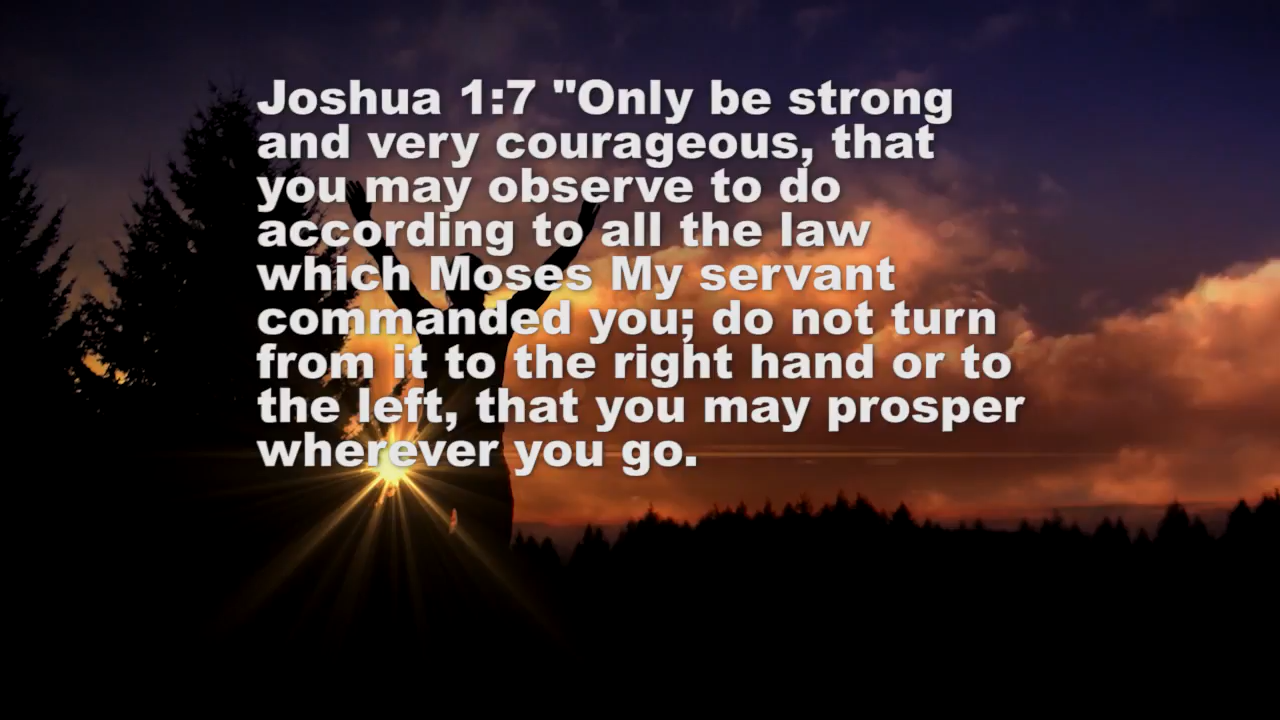 Joshua 1:7 "Only be strong
and very courageous, that
you may observe to do
according to all the law
which Moses My servant
commanded you; do not turn
from it to the right hand or to
the left, that you may prosper
wherever you go.